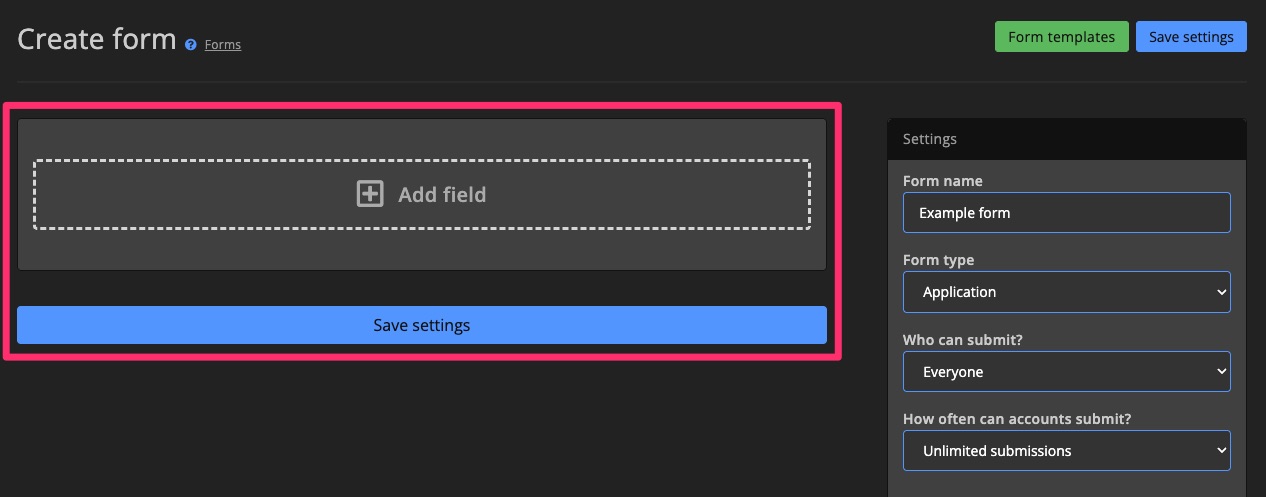 Create form ? Forms
Form templates
Save settings
Add field
Save settings
Settings
Form name
Example form
Form type
Application
Who can submit?
Everyone
How often can accounts submit?
Unlimited submissions